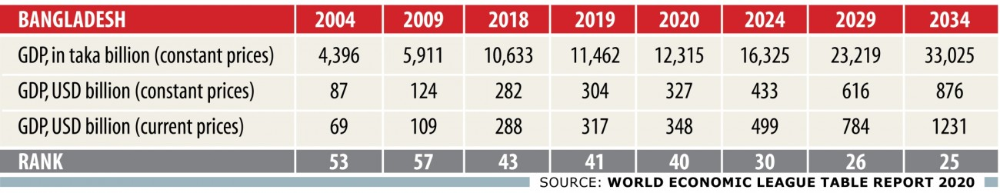 BANGLADESH 2004 2009 2018 2019 2020 2024 2029 2034
GDP, in taka billion (constant prices) 4,396 5,911 10,633 11,462 12,315 16,325 23,219 33,025
GDP, USD billion (constant prices) 87 124 282 304 327 433 616 876
GDP, USD billion (current prices) 69 109 288 317 348 499 784 1231
RANK 53 57 43 41 40 30 26 25
SOURCE: WORLD ECONOMIC LEAGUE TABLE REPORT 2020